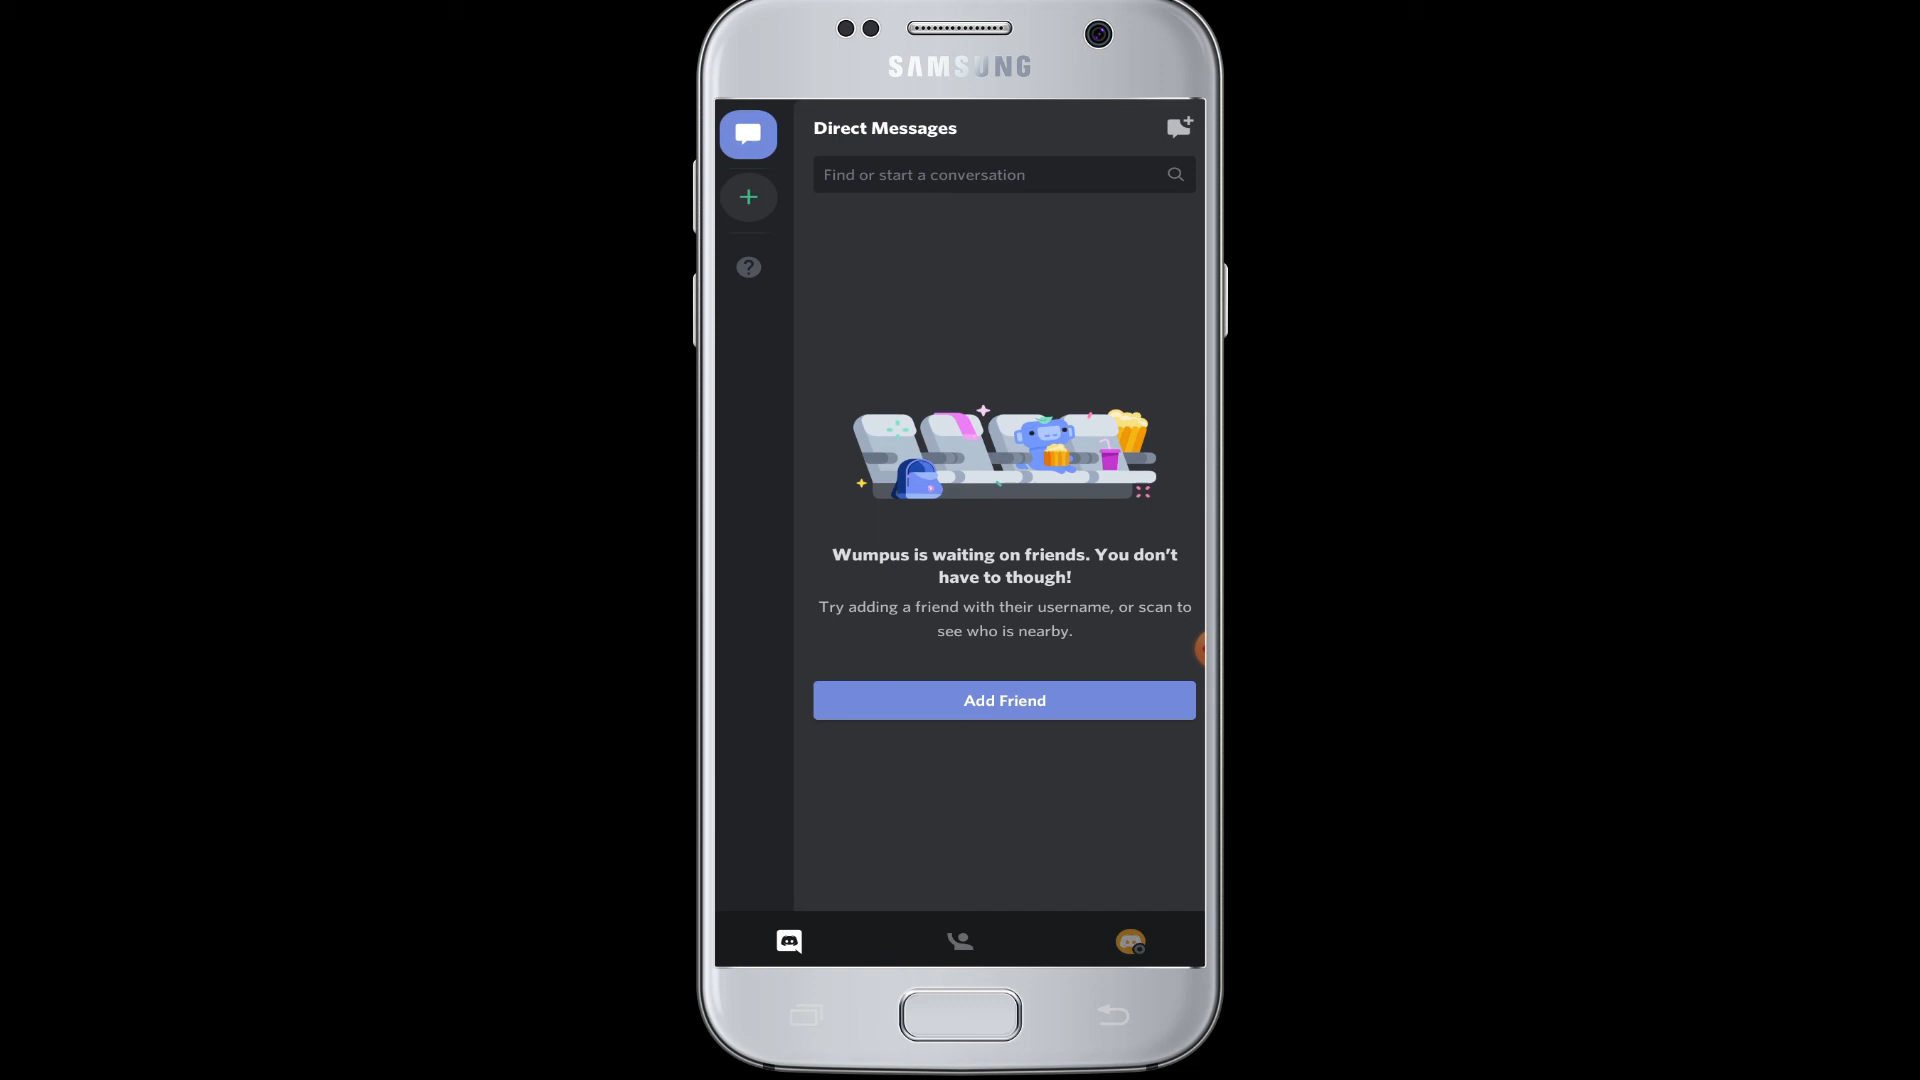 SAMSUNG
Direct Messages
Find or start a conversation
Wumpus is waiting on friends. You don't
have to though!
Try adding a friend with their username, or scan to
see who is nearby.
Add Friend